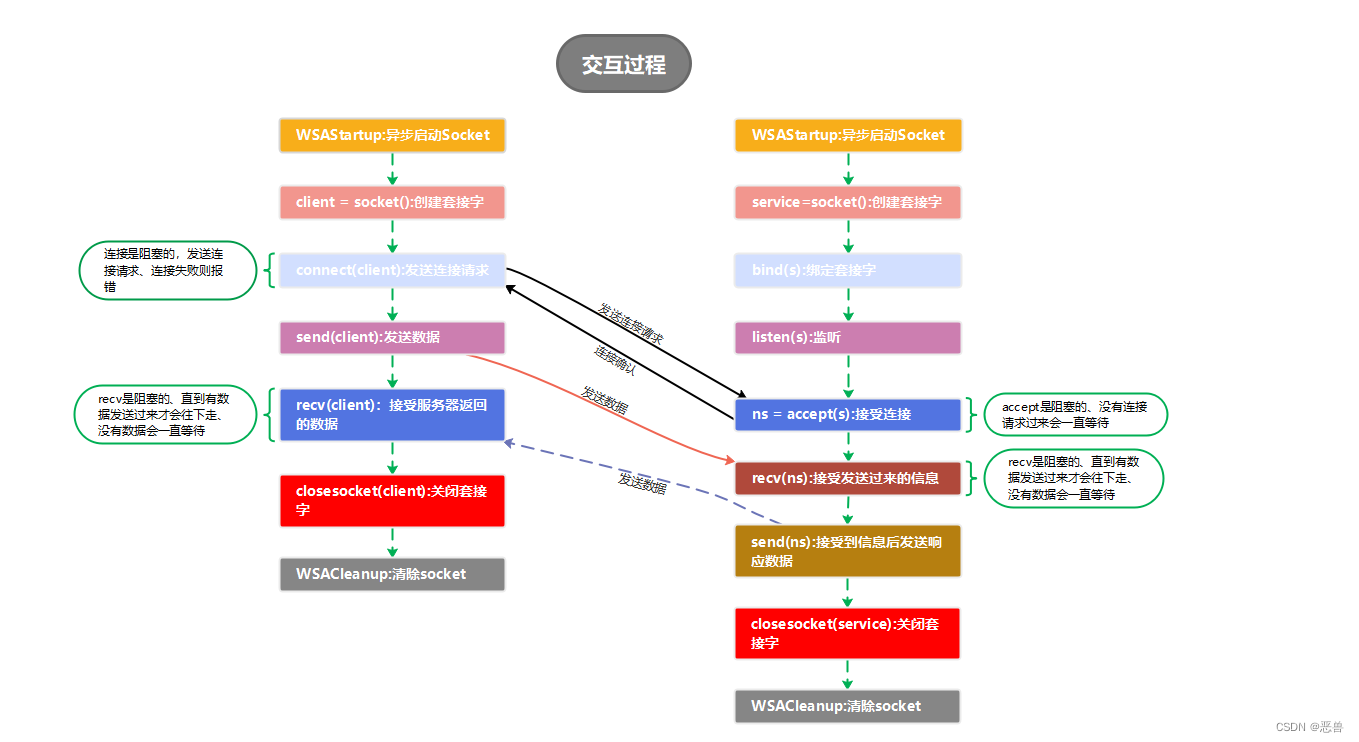 交互过程
WSAStartup:异步启动Socket
client = socket():创建套接字
连接是阻塞的，发送连
接请求、连接失败则报
错
connect(client):发送连接请求
send(client):发送数据
recv是阻塞的、直到有数
据发送过来才会往下走、
没有数据会一直等待
recv(client)：接受服务器返回
的数据
closesocket(client):关闭套接
字
WSACleanup:清除socket
发送连接请求
连接确认
发送数据
发送数据
WSAStartup:异步启动Socket
service=socket():创建套接字
bind(s):绑定套接字
listen(s):监听
ns = accept(s):接受连接
accept是阻塞的、没有连接
请求过来会一直等待
recv(ns):接受发送过来的信息
recv是阻塞的、直到有数
据发送过来才会往下走、
没有数据会一直等待
send(ns):接受到信息后发送响
应数据
closesocket(service):关闭套
接字
WSACleanup:清除socket
CSDN @恶兽